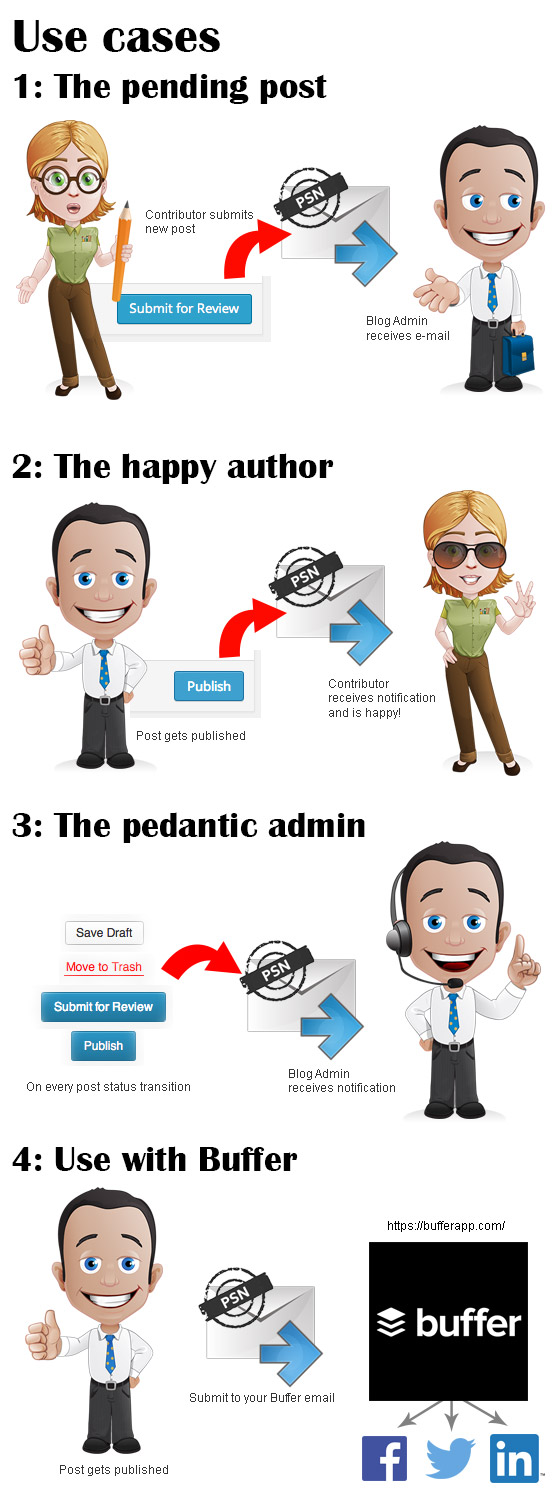 Use cases
1: The pending post
Contributor submits
new post
PSN
Submit for Review
Blog Admin
receives e-mail
2: The happy author
PSN
Publish
Contributor
receives notification
and is happy!
Post gets published
3: The pedantic admin
Save Draft
Move to Trash
PSN
Submit for Review
Publish
Blog Admin
receives notification
On every post status transition
4: Use with Buffer
https://bufferapp.com/
PSN
buffer
Submit to your Buffer email
Post gets published
f
in
™